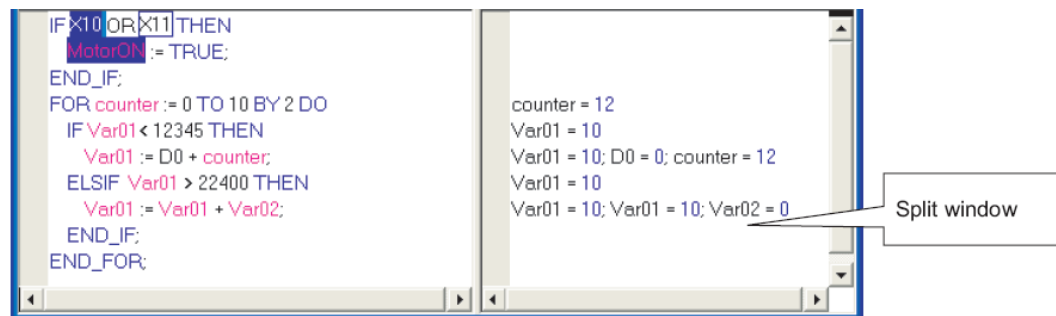 IF X10 OR X11 THEN
MotorON := TRUE;
END_IF;
FOR counter := 0 TO 10 BY 2 DO
IF Var01 < 12345 THEN
Var01 := D0 + counter;
ELSIF Var01 > 22400 THEN
Var01 := Var01 + Var02;
END_IF;
END_FOR;
counter = 12
Var01 = 10
Var01 = 10; D0 = 0; counter = 12
Var01 = 10
Var01 = 10; Var01 = 10; Var02 = 0
Split window